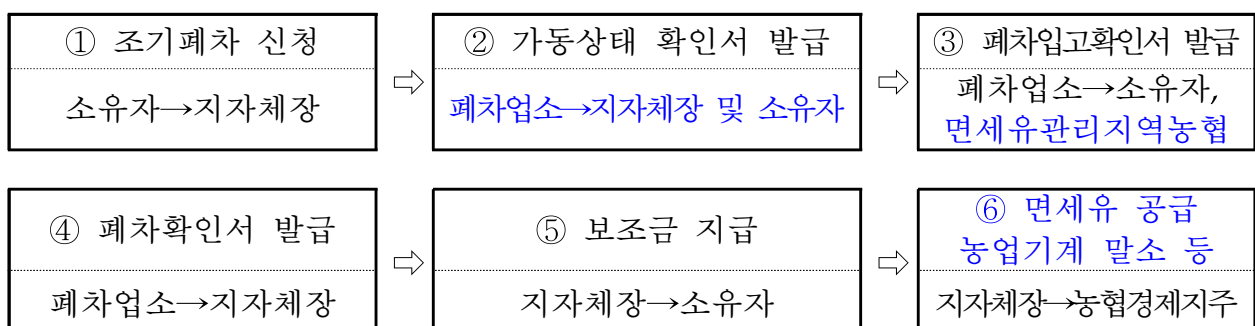 ① 조기폐차 신청
소유자→지자체장
⇨
② 가동상태 확인서 발급
폐차업소→지자체장 및 소유자
⇨
③ 폐차입고확인서 발급
폐차업소→소유자,
면세유관리지역농협
④ 폐차확인서 발급
폐차업소→지자체장
⇨
⑤ 보조금 지급
지자체장→소유자
⇨
⑥ 면세유 공급
농업기계 말소 등
지자체장→농협경제지주